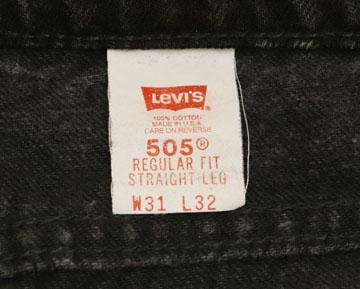 LEVI'S®
100% COTTON
MADE IN U.S.A
CARE ON REVERSE
505®
REGULAR FIT
STRAIGHT LEG
W31 L32